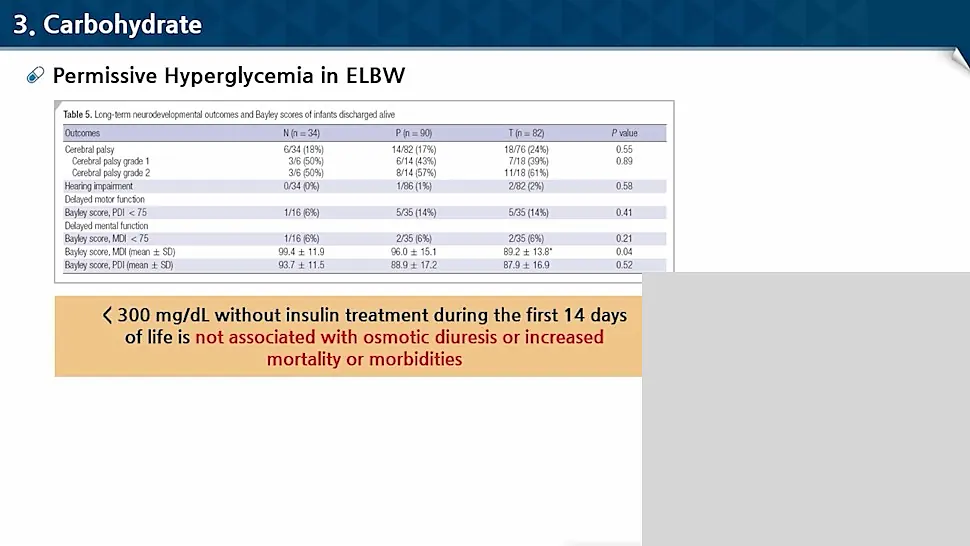 3. Carbohydrate
Permissive Hyperglycemia in ELBW
Table 5. Long-term neurodevelopmental outcomes and Bayley scores of infants discharged alive
Outcomes N (n = 34) P (n = 90) T (n = 82) P value
Cerebral palsy 6/34 (18%) 14/82 (17%) 18/76 (24%) 0.55
Cerebral palsy grade 1 3/6 (50%) 6/14 (43%) 7/18 (39%) 0.89
Cerebral palsy grade 2 3/6 (50%) 8/14 (57%) 11/18 (61%)
Hearing impairment 0/34 (0%) 1/86 (1%) 2/82 (2%) 0.58
Delayed motor function
Bayley score, PDI < 75 1/16 (6%) 5/35 (14%) 5/35 (14%) 0.41
Delayed mental function
Bayley score, MDI < 75 1/16 (6%) 2/35 (6%) 2/35 (6%) 0.21
Bayley score, MDI (mean ± SD) 99.4 ± 11.9 96.0 ± 15.1 89.2 ± 13.8* 0.04
Bayley score, PDI (mean ± SD) 93.7 ± 11.5 88.9 ± 17.2 87.9 ± 16.9 0.52
< 300 mg/dL without insulin treatment during the first 14 days
of life is not associated with osmotic diuresis or increased
mortality or morbidities